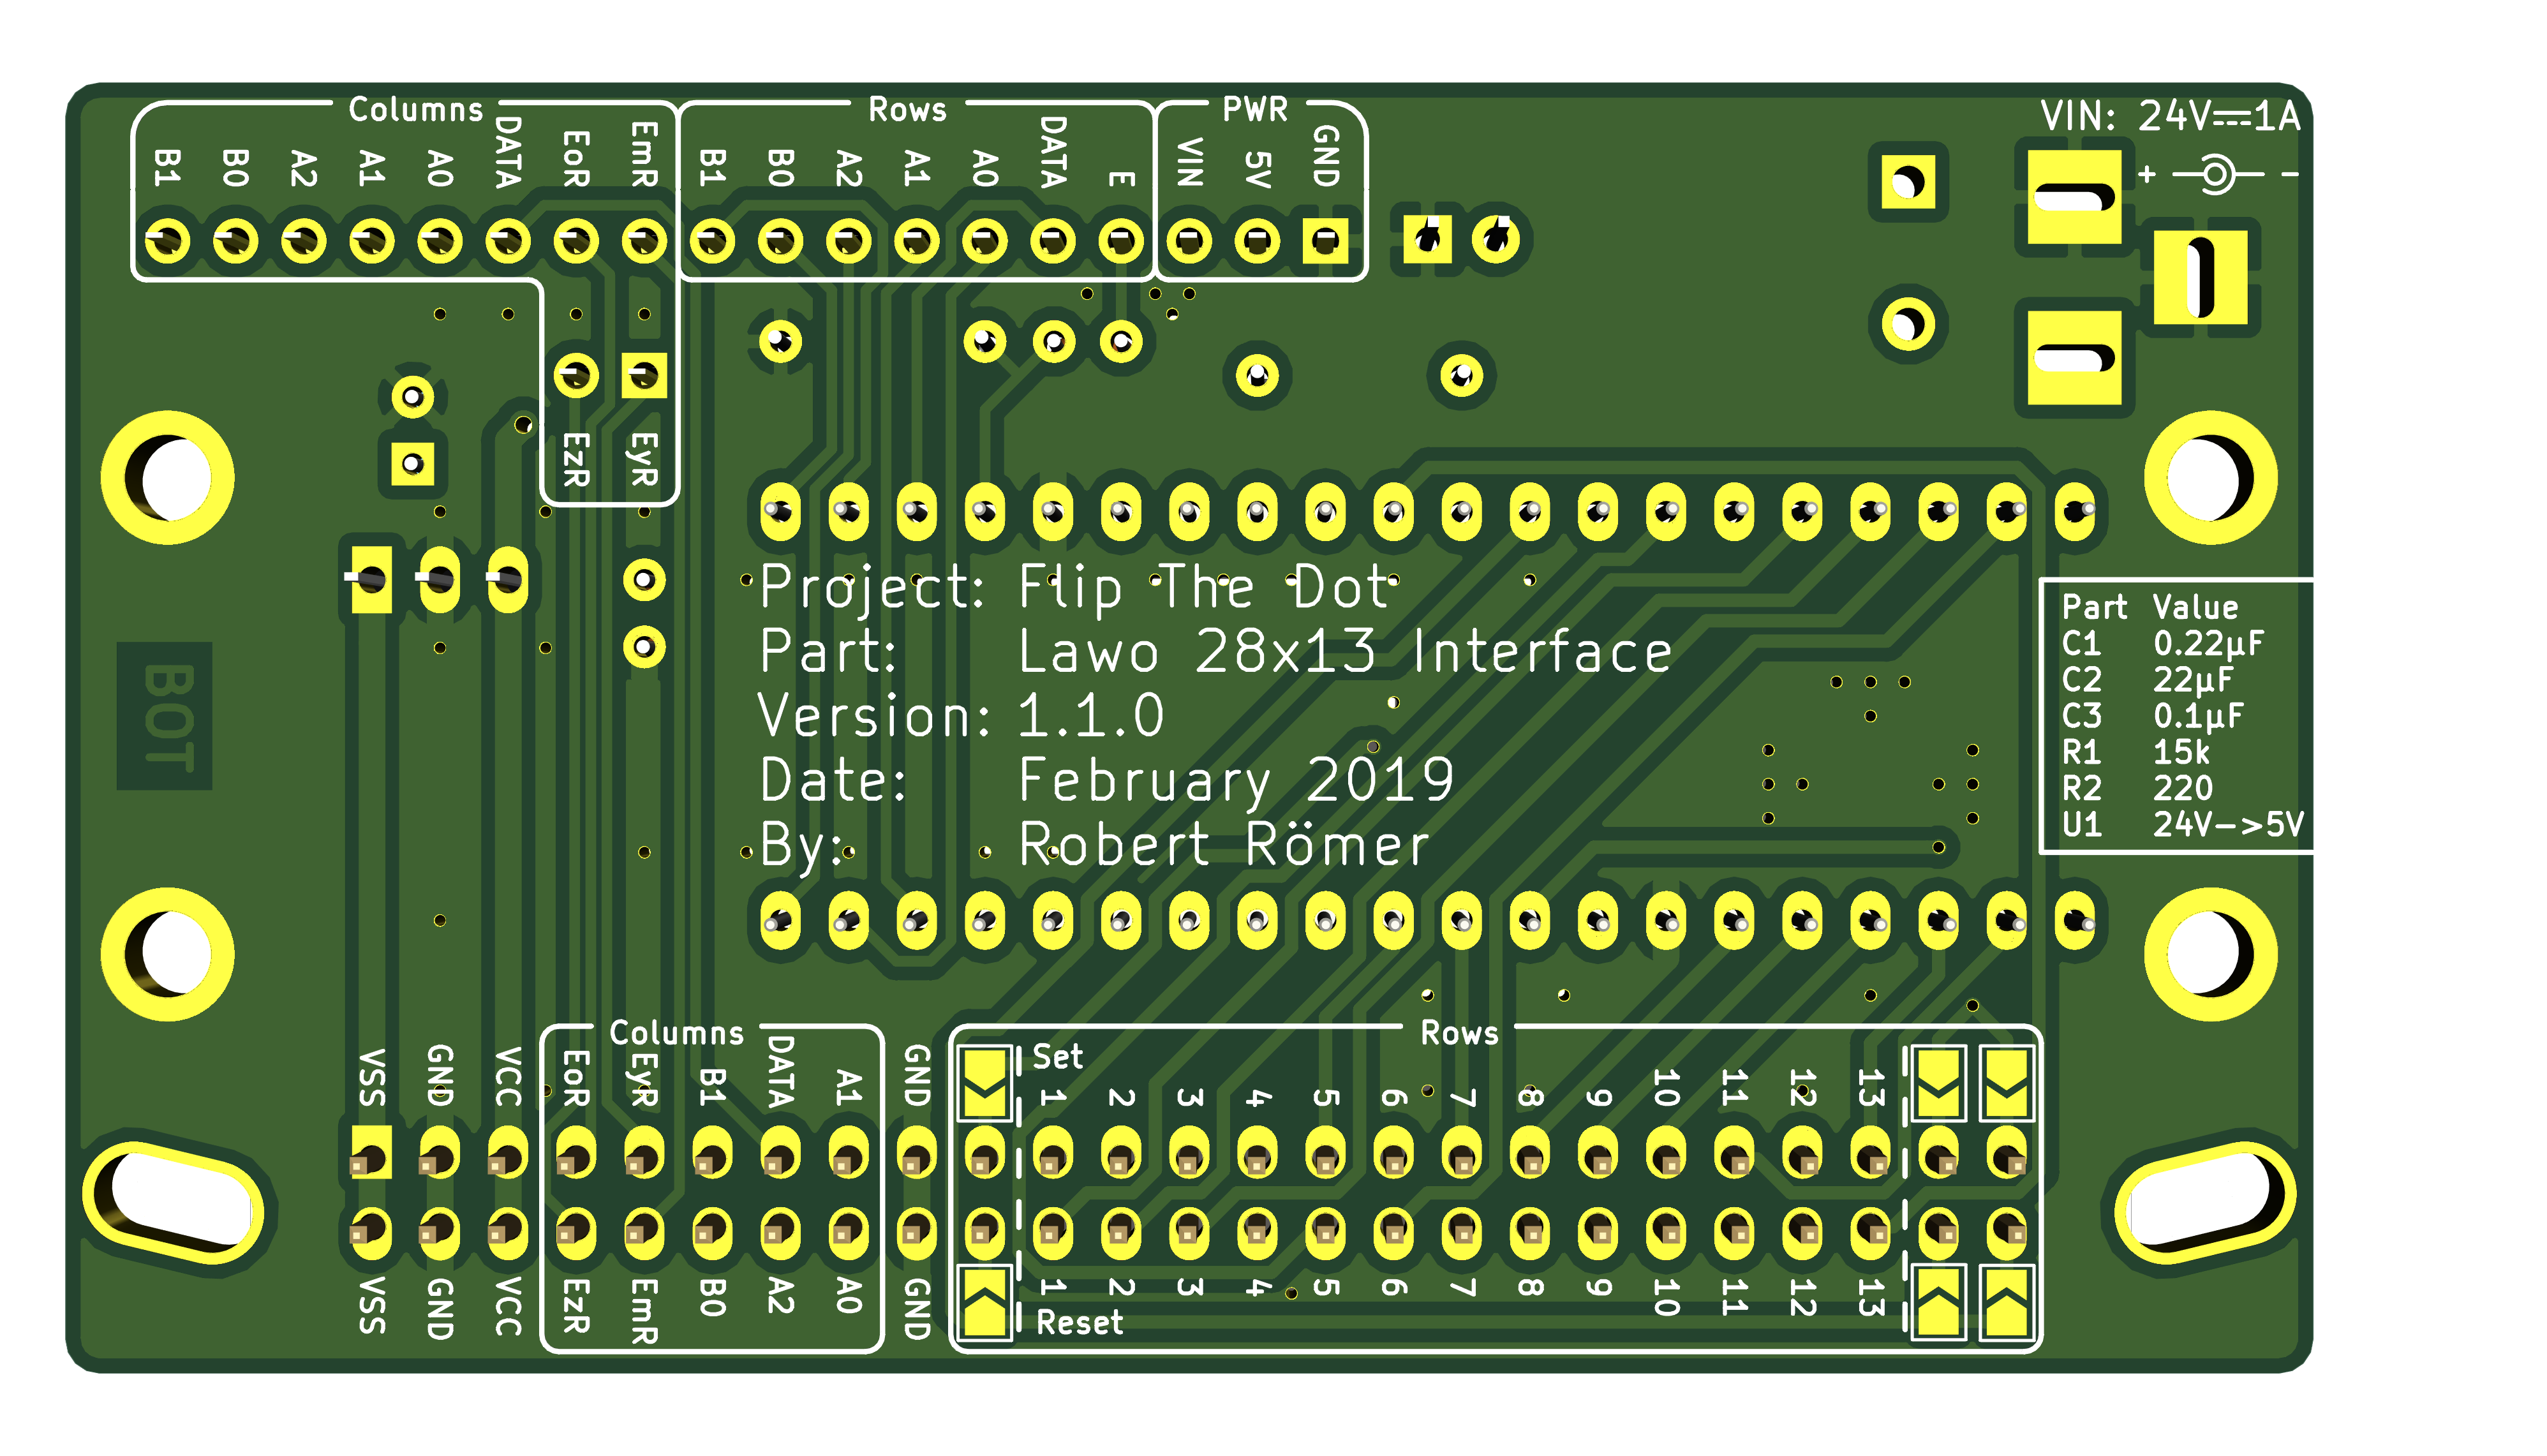 Columns
Rows
PWR
VIN: 24V⎓1A
B1 B0 A2 A1 A0 DATA EoR EmR B1 B0 A2 A1 A0 DATA E VIN 5V GND
+ -
EzR EyR
BOT
Project: Flip The Dot
Part: Lawo 28x13 Interface
Version: 1.1.0
Date: February 2019
By: Robert Römer
Part Value
C1 0.22µF
C2 22µF
C3 0.1µF
R1 15k
R2 220
U1 24V->5V
Columns
Rows
Set
VSS GND VCC EoR EyR B1 DATA A1 GND 1 2 3 4 5 6 7 8 9 10 11 12 13
VSS GND VCC EzR EmR B0 A2 A0 GND 1 2 3 4 5 6 7 8 9 10 11 12 13
Reset